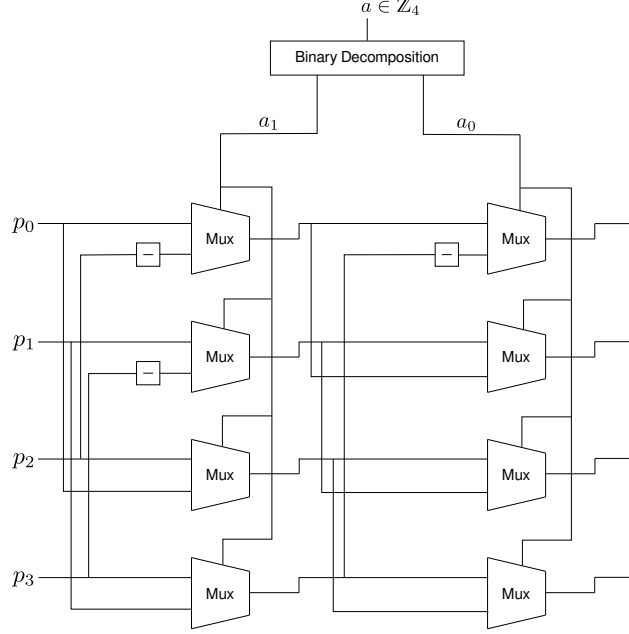 a ∈ ℤ₄
Binary Decomposition
a₁ a₀
p₀ Mux Mux
− −
p₁ Mux Mux
−
p₂ Mux Mux
p₃ Mux Mux